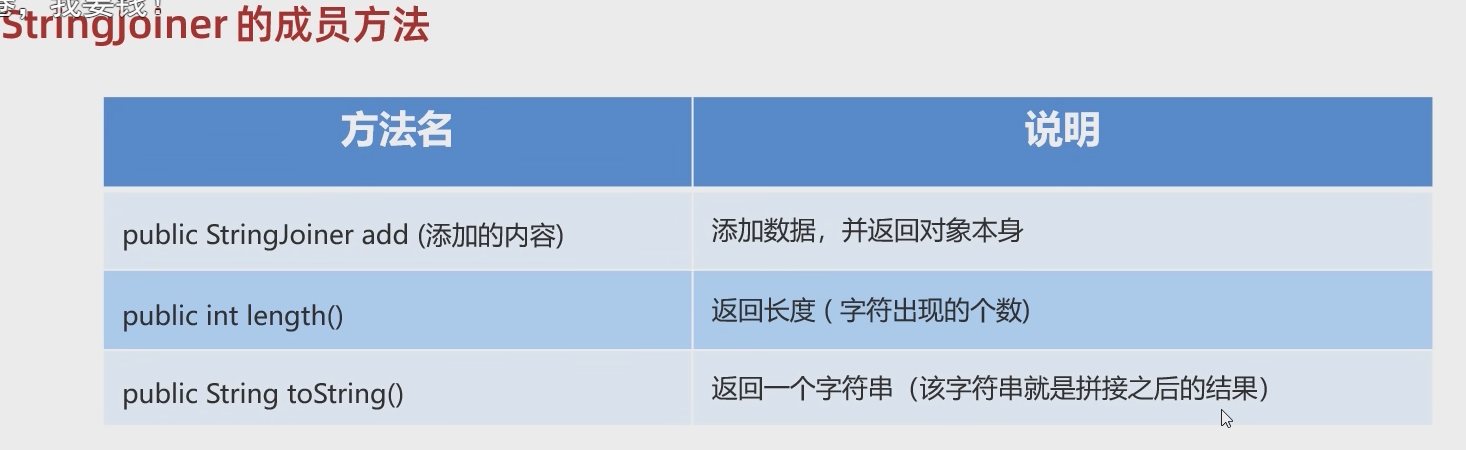 我要钱！
StringJoiner 的成员方法
方法名 说明
public StringJoiner add (添加的内容) 添加数据，并返回对象本身
public int length() 返回长度 ( 字符出现的个数)
public String toString() 返回一个字符串（该字符串就是拼接之后的结果）